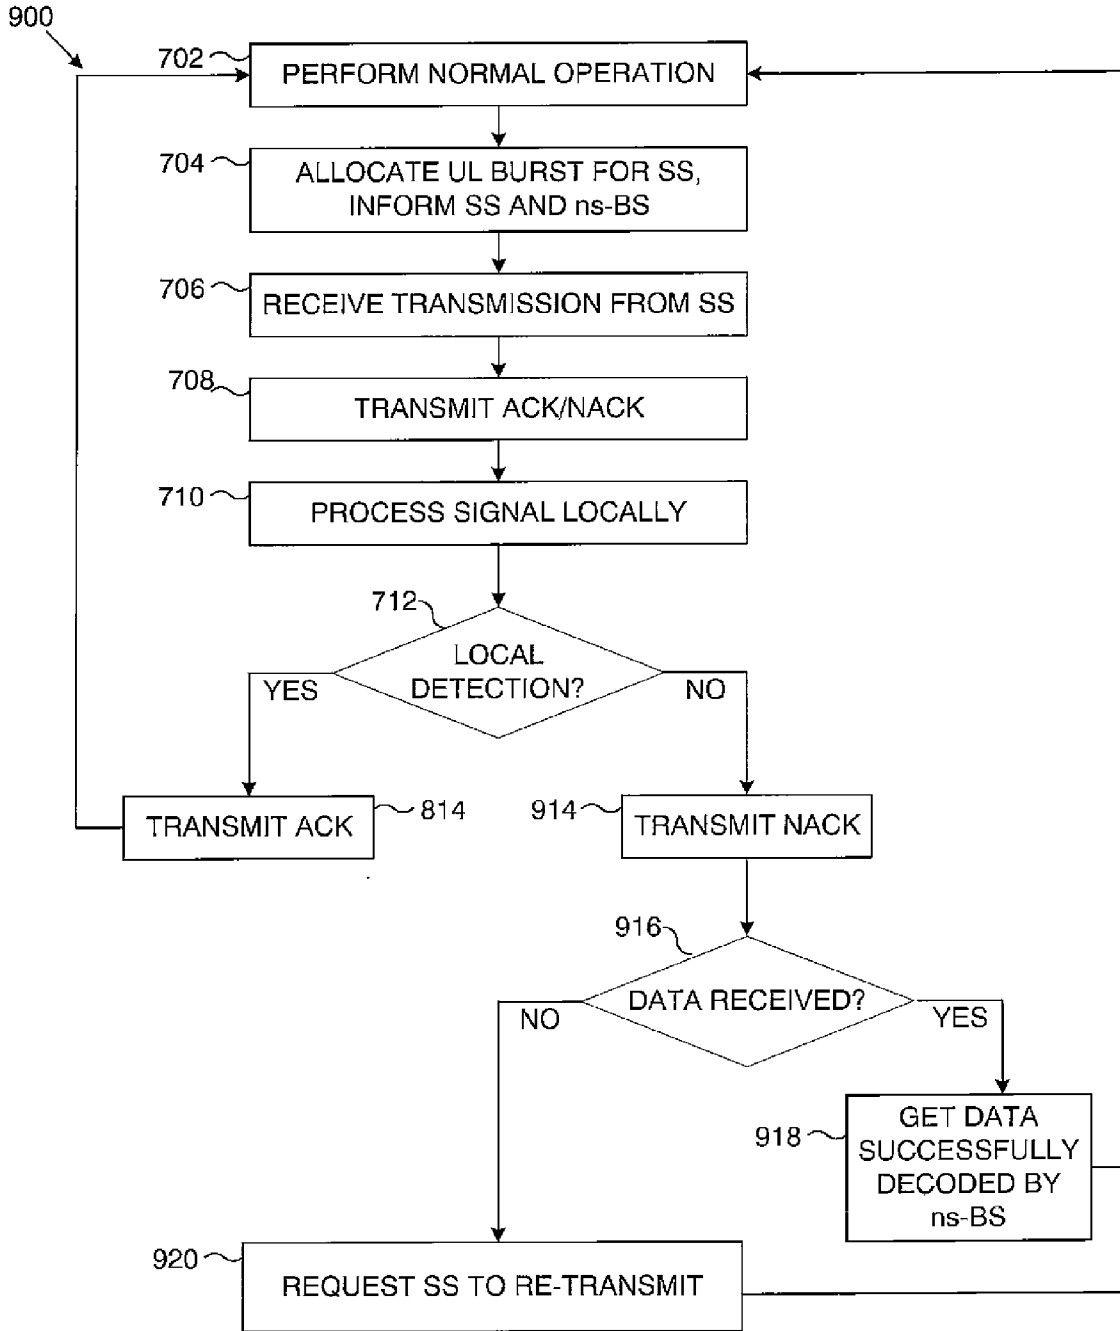 900
702
PERFORM NORMAL OPERATION
704
ALLOCATE UL BURST FOR SS,
INFORM SS AND ns-BS
706
RECEIVE TRANSMISSION FROM SS
708
TRANSMIT ACK/NACK
710
PROCESS SIGNAL LOCALLY
712
LOCAL
DETECTION?
YES
NO
TRANSMIT ACK
814
914
TRANSMIT NACK
916
DATA RECEIVED?
NO
YES
918
GET DATA
SUCCESSFULLY
DECODED BY
ns-BS
920
REQUEST SS TO RE-TRANSMIT